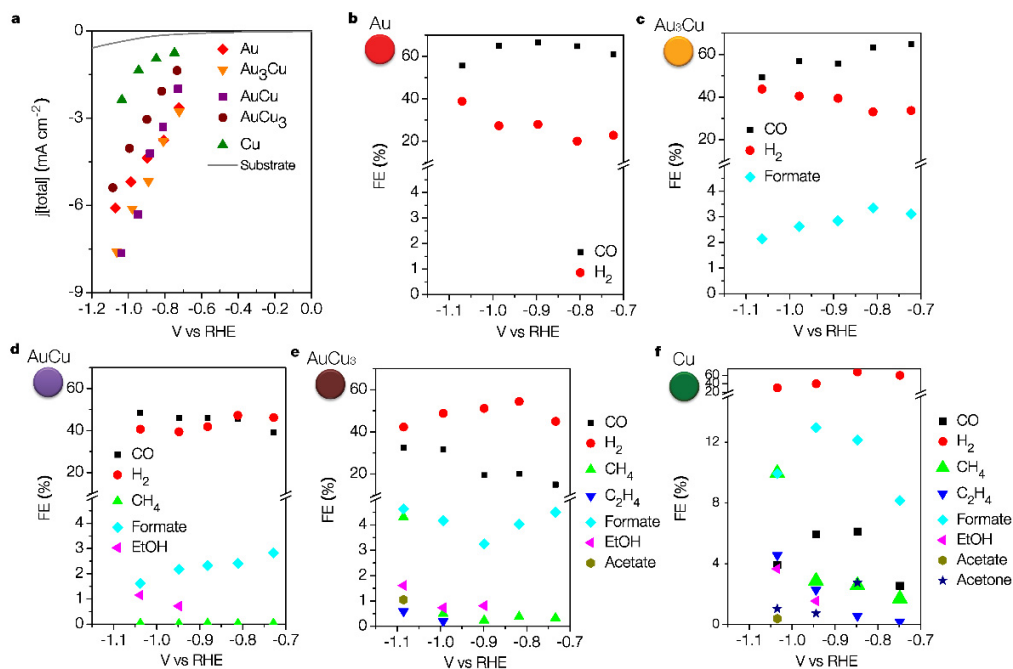 a
j[total] (mA cm⁻²)
0
-3
-6
-9
-1.2 -1.0 -0.8 -0.6 -0.4 -0.2 0.0
V vs RHE
Au
Au₃Cu
AuCu
AuCu₃
Cu
Substrate
b
Au
FE (%)
60
40
20
5
4
3
2
1
0
-1.1 -1.0 -0.9 -0.8 -0.7
V vs RHE
CO
H₂
c
Au₃Cu
FE (%)
60
40
20
5
4
3
2
1
0
-1.1 -1.0 -0.9 -0.8 -0.7
V vs RHE
CO
H₂
Formate
d
AuCu
FE (%)
60
40
20
5
4
3
2
1
0
-1.1 -1.0 -0.9 -0.8 -0.7
V vs RHE
CO
H₂
CH₄
Formate
EtOH
e
AuCu₃
FE (%)
60
40
20
5
4
3
2
1
0
-1.1 -1.0 -0.9 -0.8 -0.7
V vs RHE
CO
H₂
CH₄
C₂H₄
Formate
EtOH
Acetate
f
Cu
FE (%)
60
40
20
12
8
4
0
-1.1 -1.0 -0.9 -0.8 -0.7
V vs RHE
CO
H₂
CH₄
C₂H₄
Formate
EtOH
Acetate
Acetone